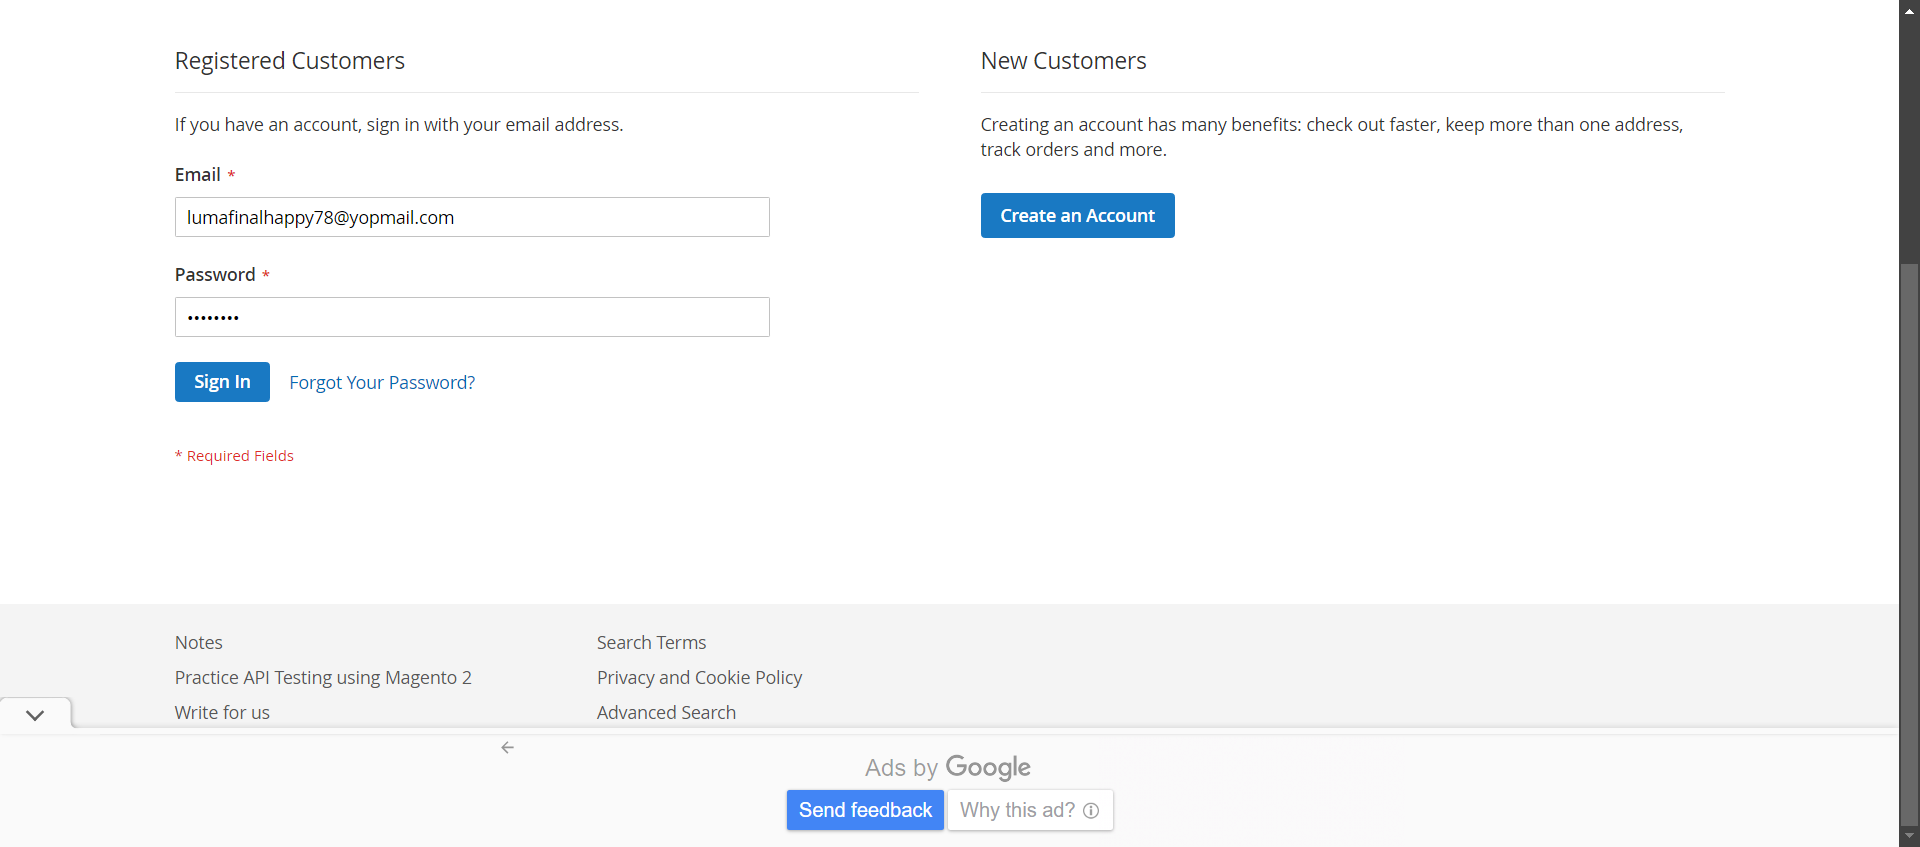 Registered Customers
If you have an account, sign in with your email address.
Email *
lumafinalhappy78@yopmail.com
Password *
••••••••
Sign In
Forgot Your Password?
* Required Fields
New Customers
Creating an account has many benefits: check out faster, keep more than one address,
track orders and more.
Create an Account
Notes
Practice API Testing using Magento 2
Write for us
Search Terms
Privacy and Cookie Policy
Advanced Search
Ads by Google
Send feedback
Why this ad?